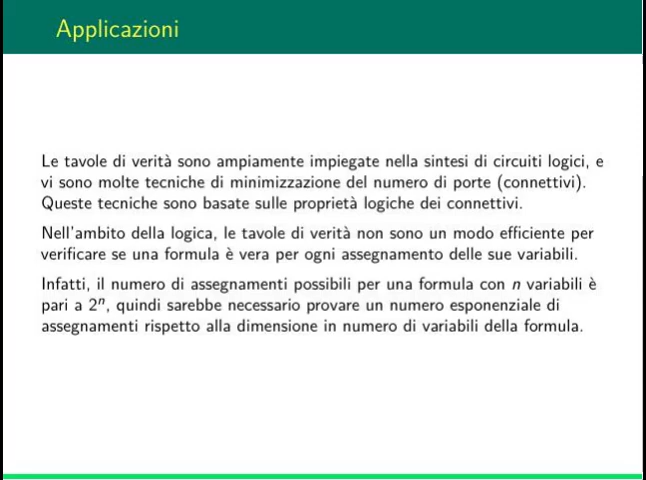 Applicazioni
Le tavole di verità sono ampiamente impiegate nella sintesi di circuiti logici, e
vi sono molte tecniche di minimizzazione del numero di porte (connettivi).
Queste tecniche sono basate sulle proprietà logiche dei connettivi.
Nell'ambito della logica, le tavole di verità non sono un modo efficiente per
verificare se una formula è vera per ogni assegnamento delle sue variabili.
Infatti, il numero di assegnamenti possibili per una formula con n variabili è
pari a 2ⁿ, quindi sarebbe necessario provare un numero esponenziale di
assegnamenti rispetto alla dimensione in numero di variabili della formula.